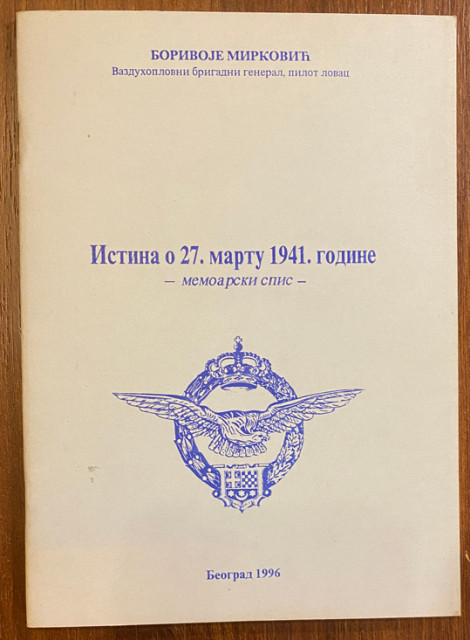 БОРИВОЈЕ МИРКОВИЋ
Ваздухопловни бригадни генерал, пилот ловац
Истина о 27. марту 1941. године
– мемоарски спис –
Београд 1996